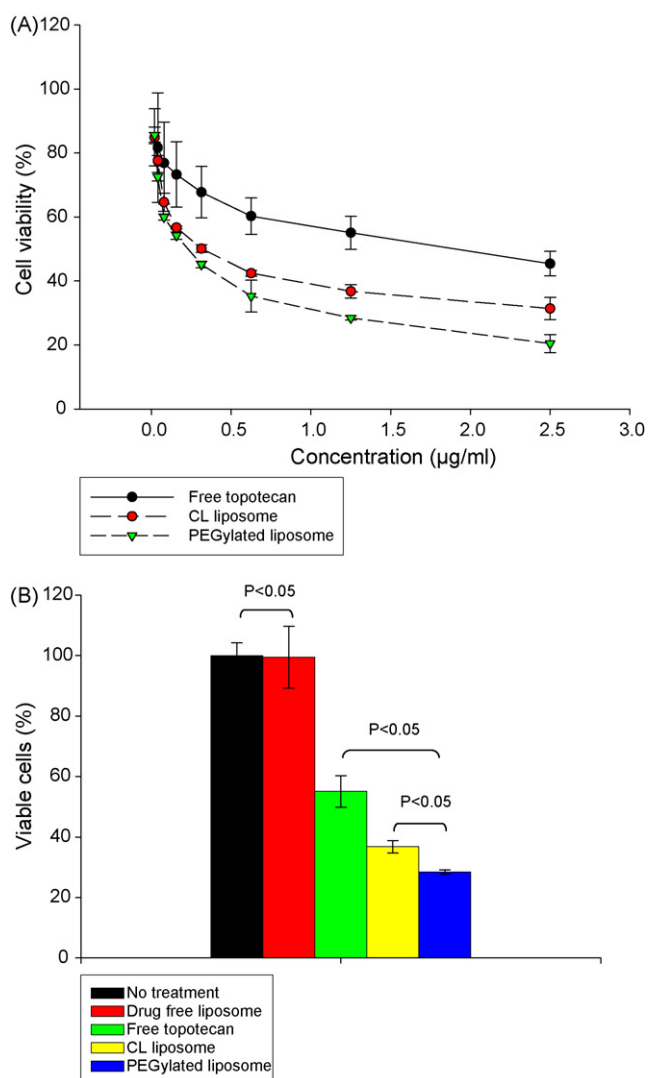 (A)
120
100
80
60
40
20
0
Cell viability (%)
0.0 0.5 1.0 1.5 2.0 2.5 3.0
Concentration (µg/ml)
Free topotecan
CL liposome
PEGylated liposome
(B)
120
100
80
60
40
20
0
Viable cells (%)
P<0.05
P<0.05
P<0.05
No treatment
Drug free liposome
Free topotecan
CL liposome
PEGylated liposome